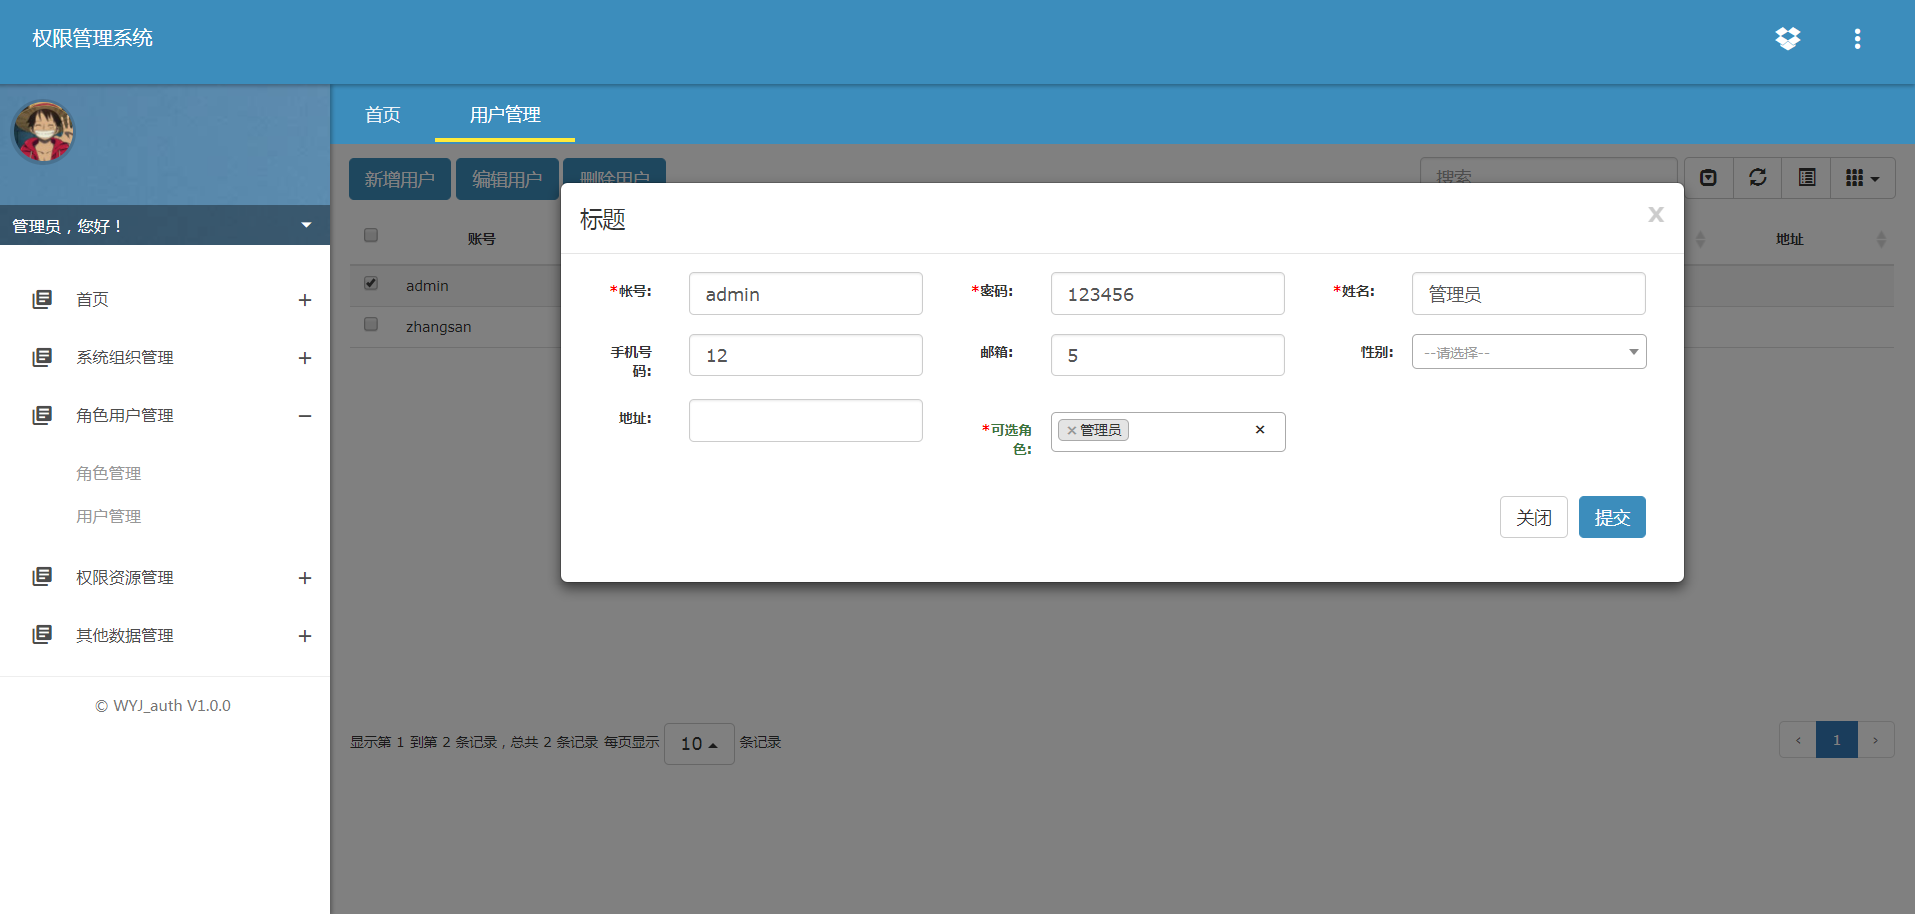 权限管理系统
首页
用户管理
管理员，您好！
首页
系统组织管理
角色用户管理
角色管理
用户管理
权限资源管理
其他数据管理
© WYJ_auth V1.0.0
新增用户
编辑用户
删除用户
搜索
账号
地址
admin
zhangsan
标题
x
*帐号:
admin
*密码:
123456
*姓名:
管理员
手机号
码:
12
邮箱:
5
性别:
--请选择--
地址:
*可选角
色:
×管理员
×
关闭
提交
显示第 1 到第 2 条记录，总共 2 条记录 每页显示 10 条记录
‹
1
›